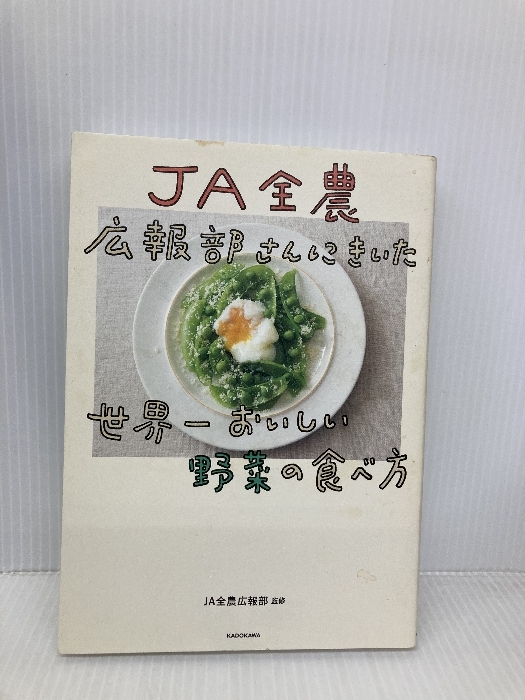 JA全農
広報部さんにきいた
世界一おいしい
野菜の食べ方
JA全農広報部 監修
KADOKAWA